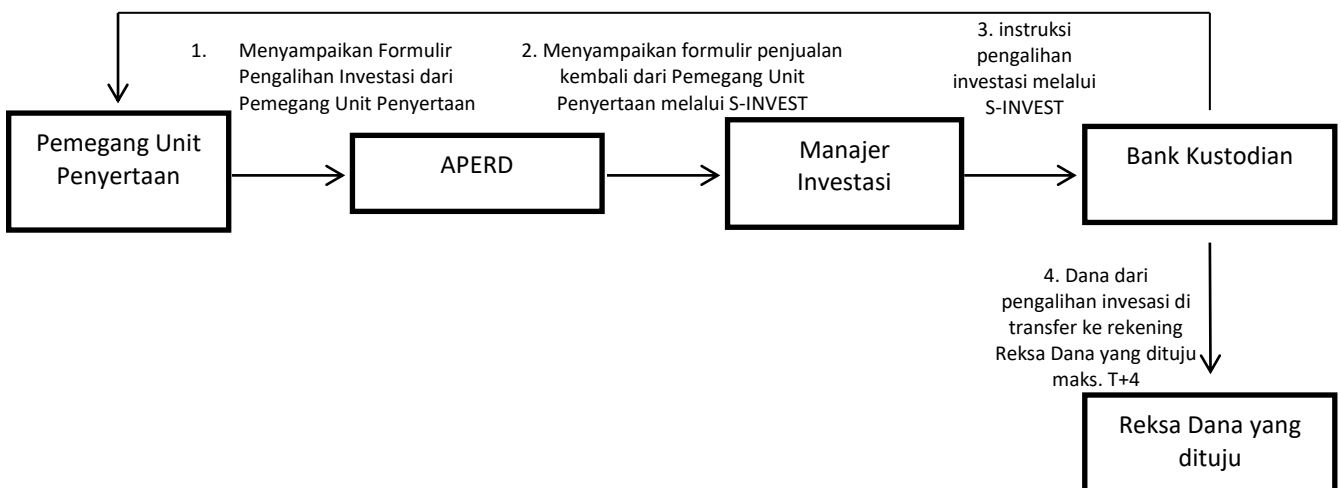 1. Menyampaikan Formulir
Pengalihan Investasi dari
Pemegang Unit Penyertaan
2. Menyampaikan formulir penjualan
kembali dari Pemegang Unit
Penyertaan melalui S-INVEST
3. instruksi
pengalihan
investasi melalui
S-INVEST
Pemegang Unit
Penyertaan
APERD
Manajer
Investasi
Bank Kustodian
4. Dana dari
pengalihan invesasi di
transfer ke rekening
Reksa Dana yang dituju
maks. T+4
Reksa Dana yang
dituju